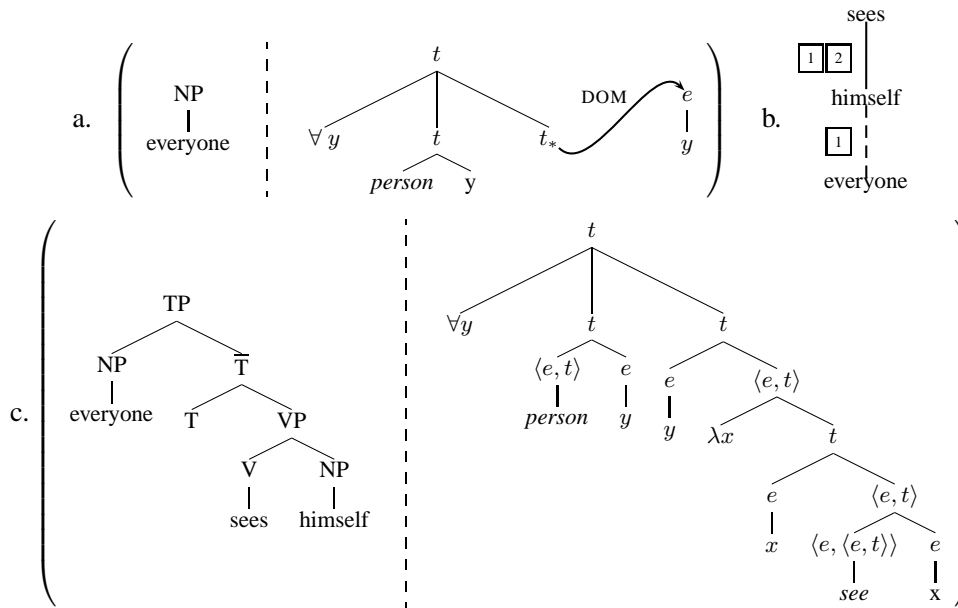 a.
NP
everyone
t
∀ y
t
t*
person
y
DOM
e
y
b.
sees
1 2
himself
1
everyone
c.
TP
NP
T̅
everyone
T
VP
V
NP
sees
himself
t
∀y
t
t
⟨e, t⟩
e
e
⟨e, t⟩
person
y
y
λx
t
e
⟨e, t⟩
x
⟨e, ⟨e, t⟩⟩
e
see
x